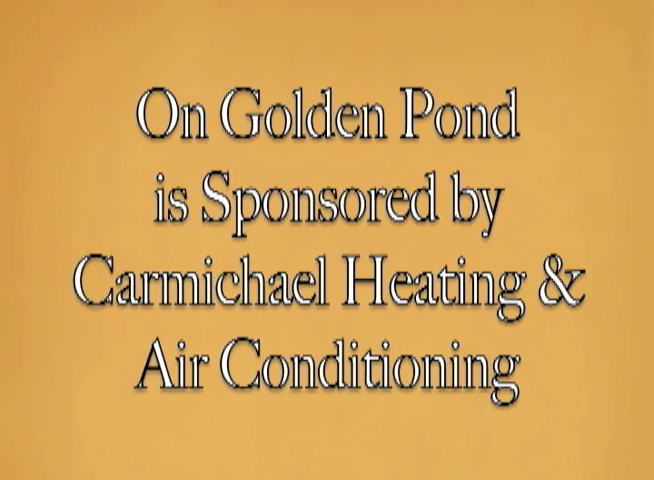 On Golden Pond
is Sponsored by
Carmichael Heating &
Air Conditioning